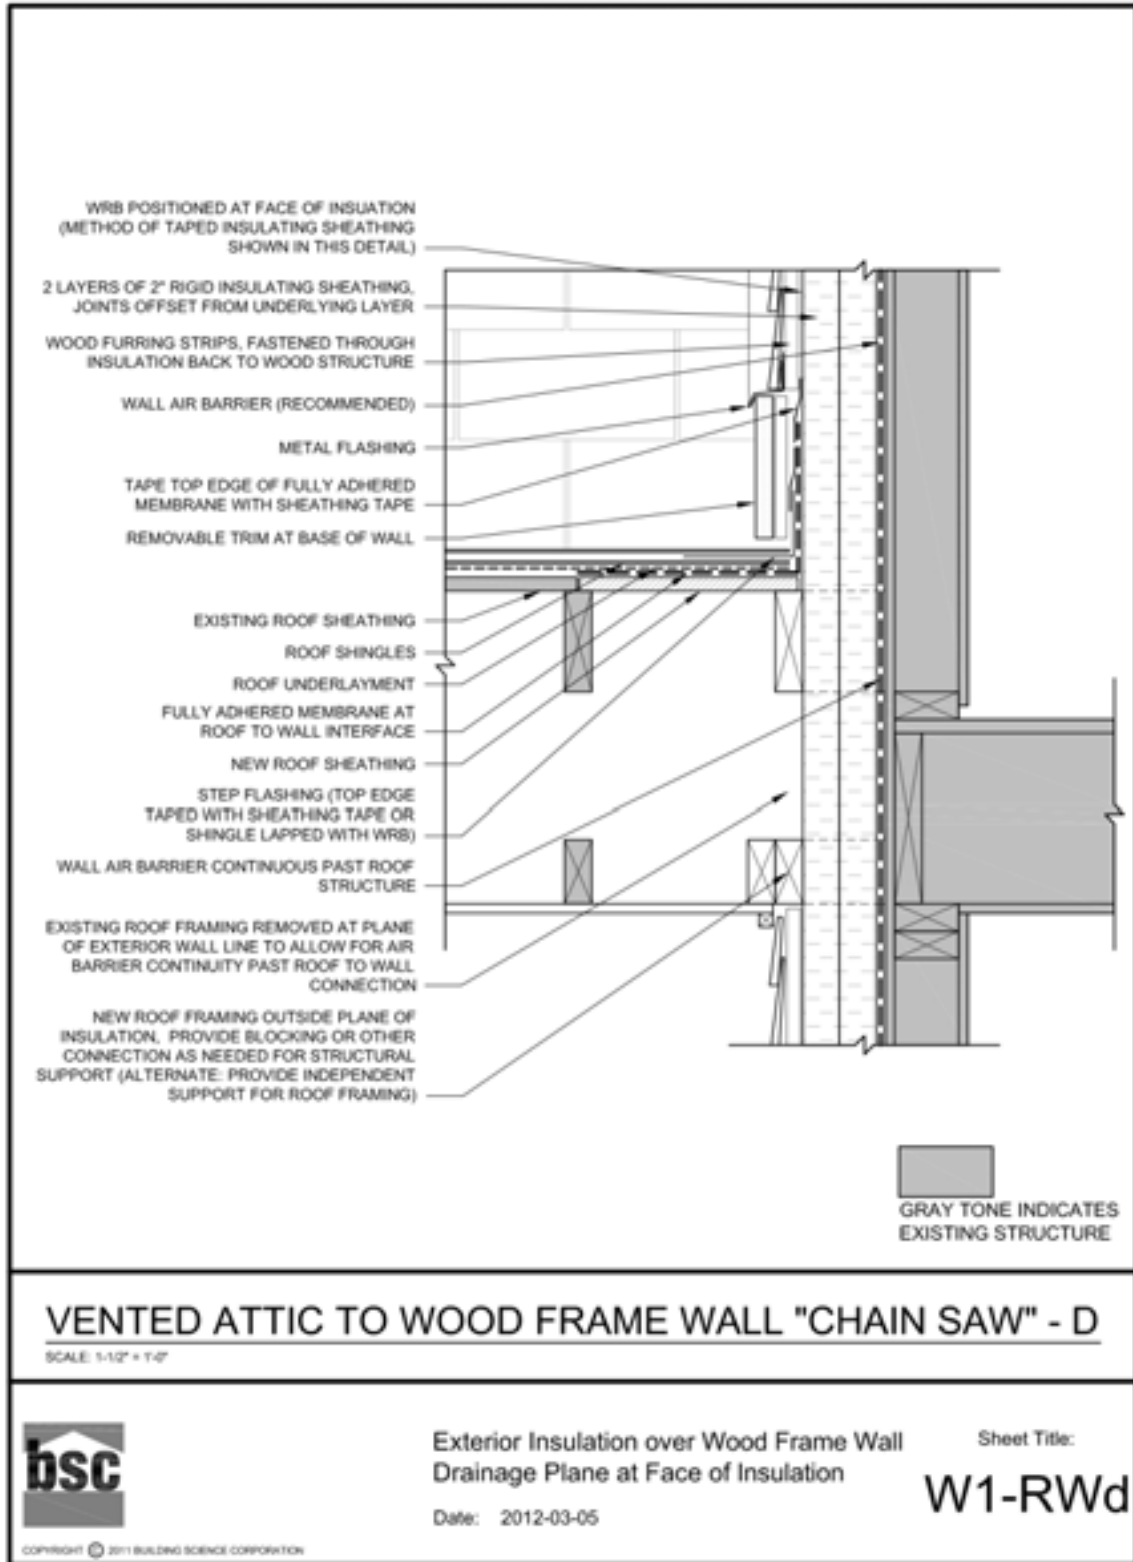 WRB POSITIONED AT FACE OF INSUATION
(METHOD OF TAPED INSULATING SHEATHING
SHOWN IN THIS DETAIL)
2 LAYERS OF 2" RIGID INSULATING SHEATHING,
JOINTS OFFSET FROM UNDERLYING LAYER
WOOD FURRING STRIPS, FASTENED THROUGH
INSULATION BACK TO WOOD STRUCTURE
WALL AIR BARRIER (RECOMMENDED)
METAL FLASHING
TAPE TOP EDGE OF FULLY ADHERED
MEMBRANE WITH SHEATHING TAPE
REMOVABLE TRIM AT BASE OF WALL
EXISTING ROOF SHEATHING
ROOF SHINGLES
ROOF UNDERLAYMENT
FULLY ADHERED MEMBRANE AT
ROOF TO WALL INTERFACE
NEW ROOF SHEATHING
STEP FLASHING (TOP EDGE
TAPED WITH SHEATHING TAPE OR
SHINGLE LAPPED WITH WRB)
WALL AIR BARRIER CONTINUOUS PAST ROOF
STRUCTURE
EXISTING ROOF FRAMING REMOVED AT PLANE
OF EXTERIOR WALL LINE TO ALLOW FOR AIR
BARRIER CONTINUITY PAST ROOF TO WALL
CONNECTION
NEW ROOF FRAMING OUTSIDE PLANE OF
INSULATION, PROVIDE BLOCKING OR OTHER
CONNECTION AS NEEDED FOR STRUCTURAL
SUPPORT (ALTERNATE: PROVIDE INDEPENDENT
SUPPORT FOR ROOF FRAMING)
GRAY TONE INDICATES
EXISTING STRUCTURE
VENTED ATTIC TO WOOD FRAME WALL "CHAIN SAW" - D
SCALE: 1-1/2" = 1'-0"
bsc
Exterior Insulation over Wood Frame Wall
Drainage Plane at Face of Insulation
Date: 2012-03-05
Sheet Title:
W1-RWd
COPYRIGHT © 2011 BUILDING SCIENCE CORPORATION